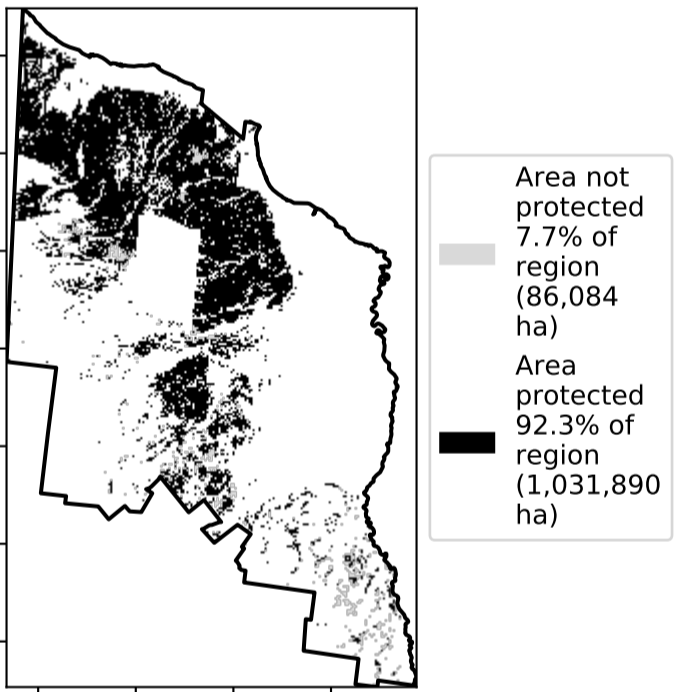 Area not
protected
7.7% of
region
(86,084
ha)
Area
protected
92.3% of
region
(1,031,890
ha)